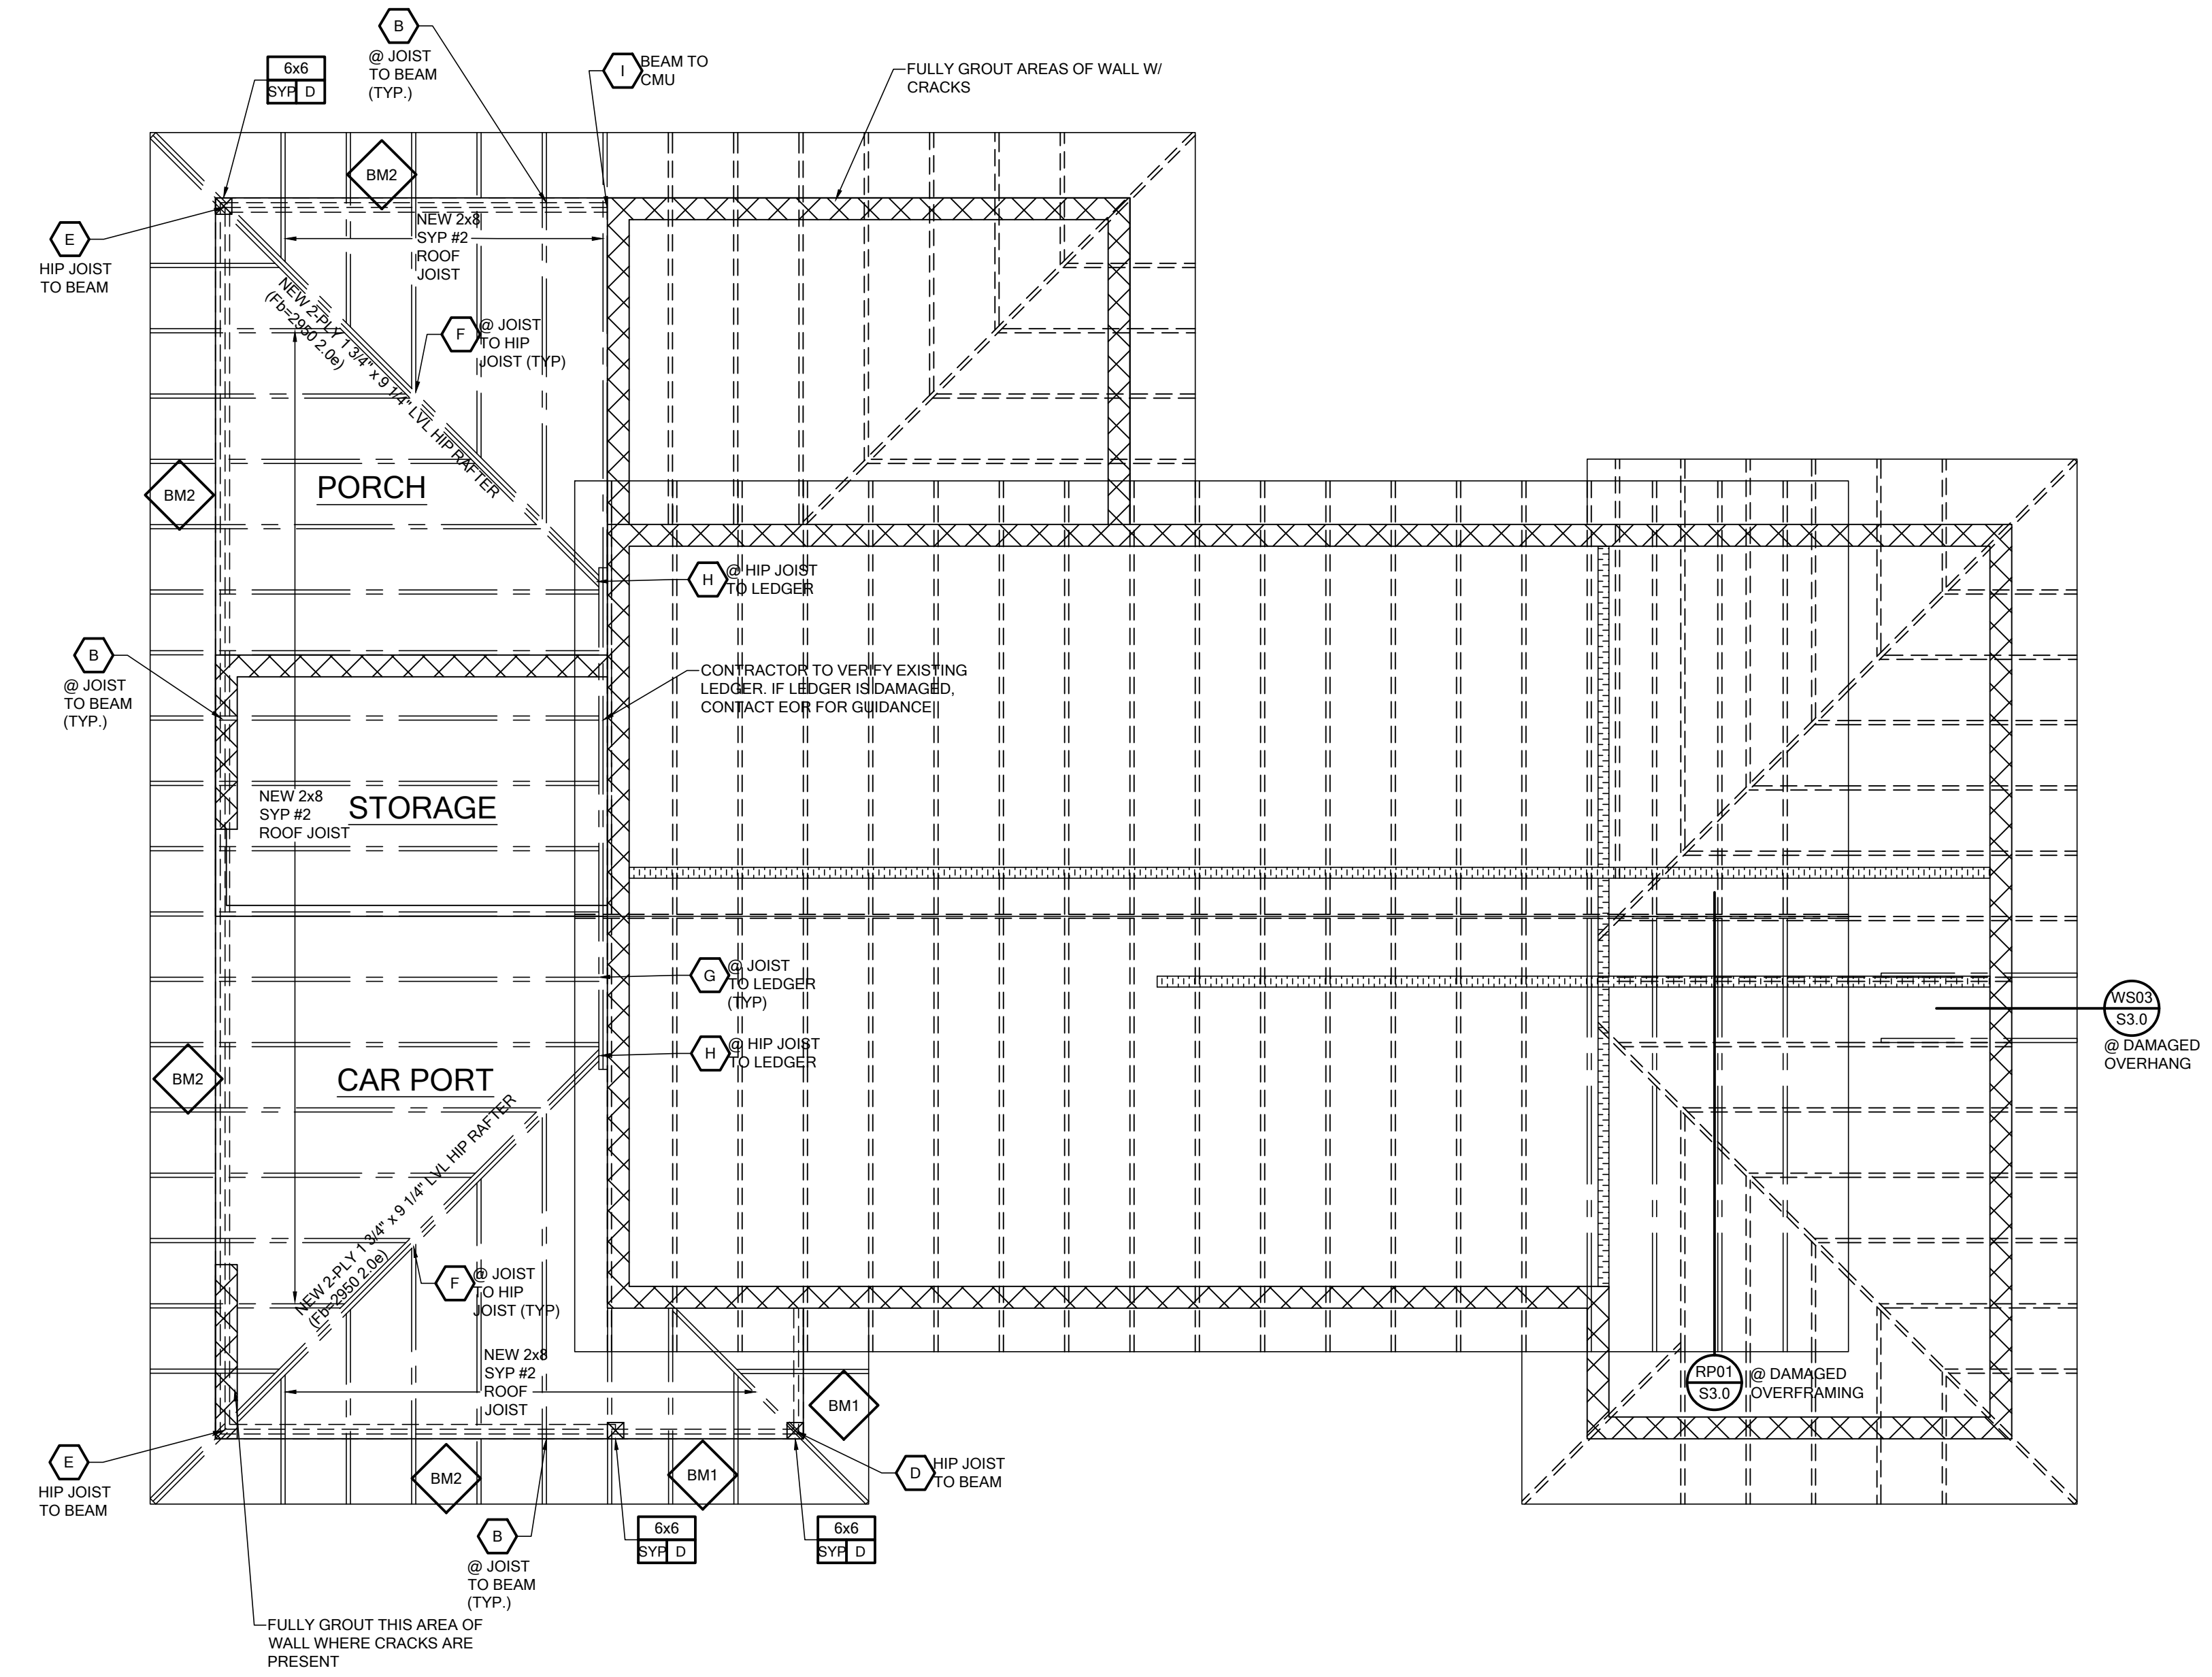 B
@ JOIST
TO BEAM
(TYP.)
6x6
SYP D
I
BEAM TO
CMU
FULLY GROUT AREAS OF WALL W/
CRACKS
BM2
E
HIP JOIST
TO BEAM
NEW 2x8
SYP #2
ROOF
JOIST
NEW 2-PLY 1 3/4" x 9 1/4" LVL HIP RAFTER
(Fb=2950 2.0e)
F
@ JOIST
TO HIP
JOIST (TYP)
BM2
PORCH
H
@ HIP JOIST
TO LEDGER
B
@ JOIST
TO BEAM
(TYP.)
CONTRACTOR TO VERIFY EXISTING
LEDGER. IF LEDGER IS DAMAGED,
CONTACT EOR FOR GUIDANCE
NEW 2x8
SYP #2
ROOF JOIST
STORAGE
G
@ JOIST
TO LEDGER
(TYP)
WS03
S3.0
@ DAMAGED
OVERHANG
H
@ HIP JOIST
TO LEDGER
BM2
CAR PORT
NEW 2-PLY 1 3/4" x 9 1/4" LVL HIP RAFTER
(Fb=2950 2.0e)
F
@ JOIST
TO HIP
JOIST (TYP)
NEW 2x8
SYP #2
ROOF
JOIST
BM1
RP01
S3.0
@ DAMAGED
OVERFRAMING
E
HIP JOIST
TO BEAM
BM2
BM1
D
HIP JOIST
TO BEAM
B
@ JOIST
TO BEAM
(TYP.)
6x6
SYP D
6x6
SYP D
FULLY GROUT THIS AREA OF
WALL WHERE CRACKS ARE
PRESENT